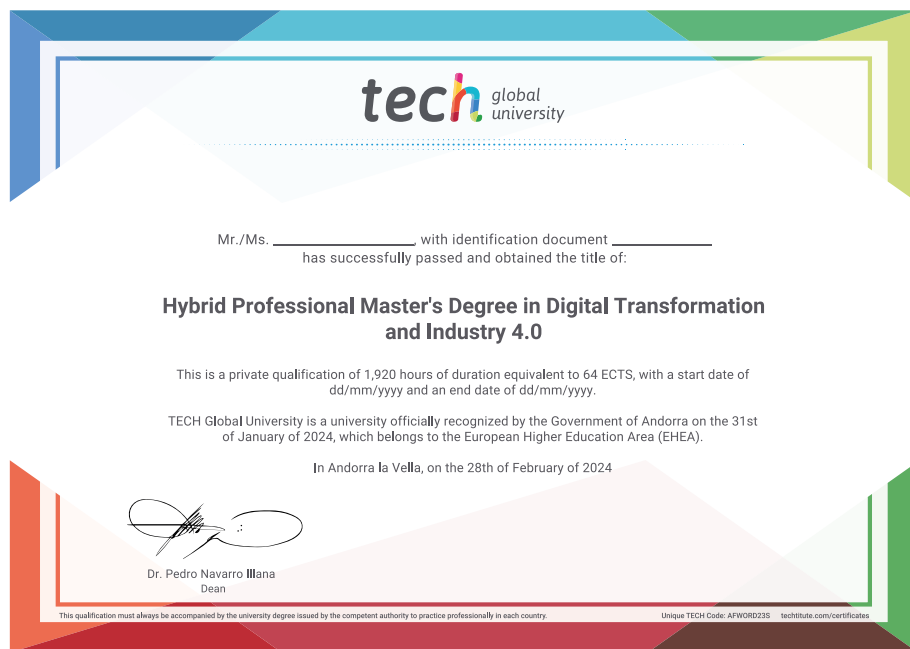 tech global
university
Mr./Ms. ____________________, with identification document ______________
has successfully passed and obtained the title of:
Hybrid Professional Master's Degree in Digital Transformation
and Industry 4.0
This is a private qualification of 1,920 hours of duration equivalent to 64 ECTS, with a start date of
dd/mm/yyyy and an end date of dd/mm/yyyy.
TECH Global University is a university officially recognized by the Government of Andorra on the 31st
of January of 2024, which belongs to the European Higher Education Area (EHEA).
In Andorra la Vella, on the 28th of February of 2024
Dr. Pedro Navarro Illana
Dean
This qualification must always be accompanied by the university degree issued by the competent authority to practice professionally in each country.
Unique TECH Code: AFWORD23S techtitute.com/certificates